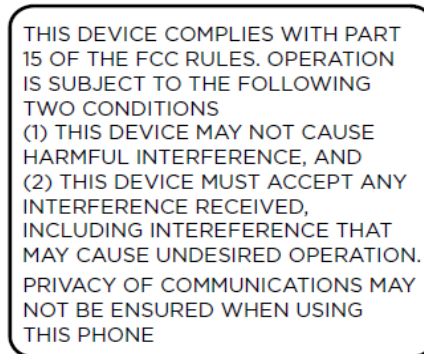 THIS DEVICE COMPLIES WITH PART
15 OF THE FCC RULES. OPERATION
IS SUBJECT TO THE FOLLOWING
TWO CONDITIONS
(1) THIS DEVICE MAY NOT CAUSE
HARMFUL INTERFERENCE, AND
(2) THIS DEVICE MUST ACCEPT ANY
INTERFERENCE RECEIVED,
INCLUDING INTEREFERENCE THAT
MAY CAUSE UNDESIRED OPERATION.
PRIVACY OF COMMUNICATIONS MAY
NOT BE ENSURED WHEN USING
THIS PHONE